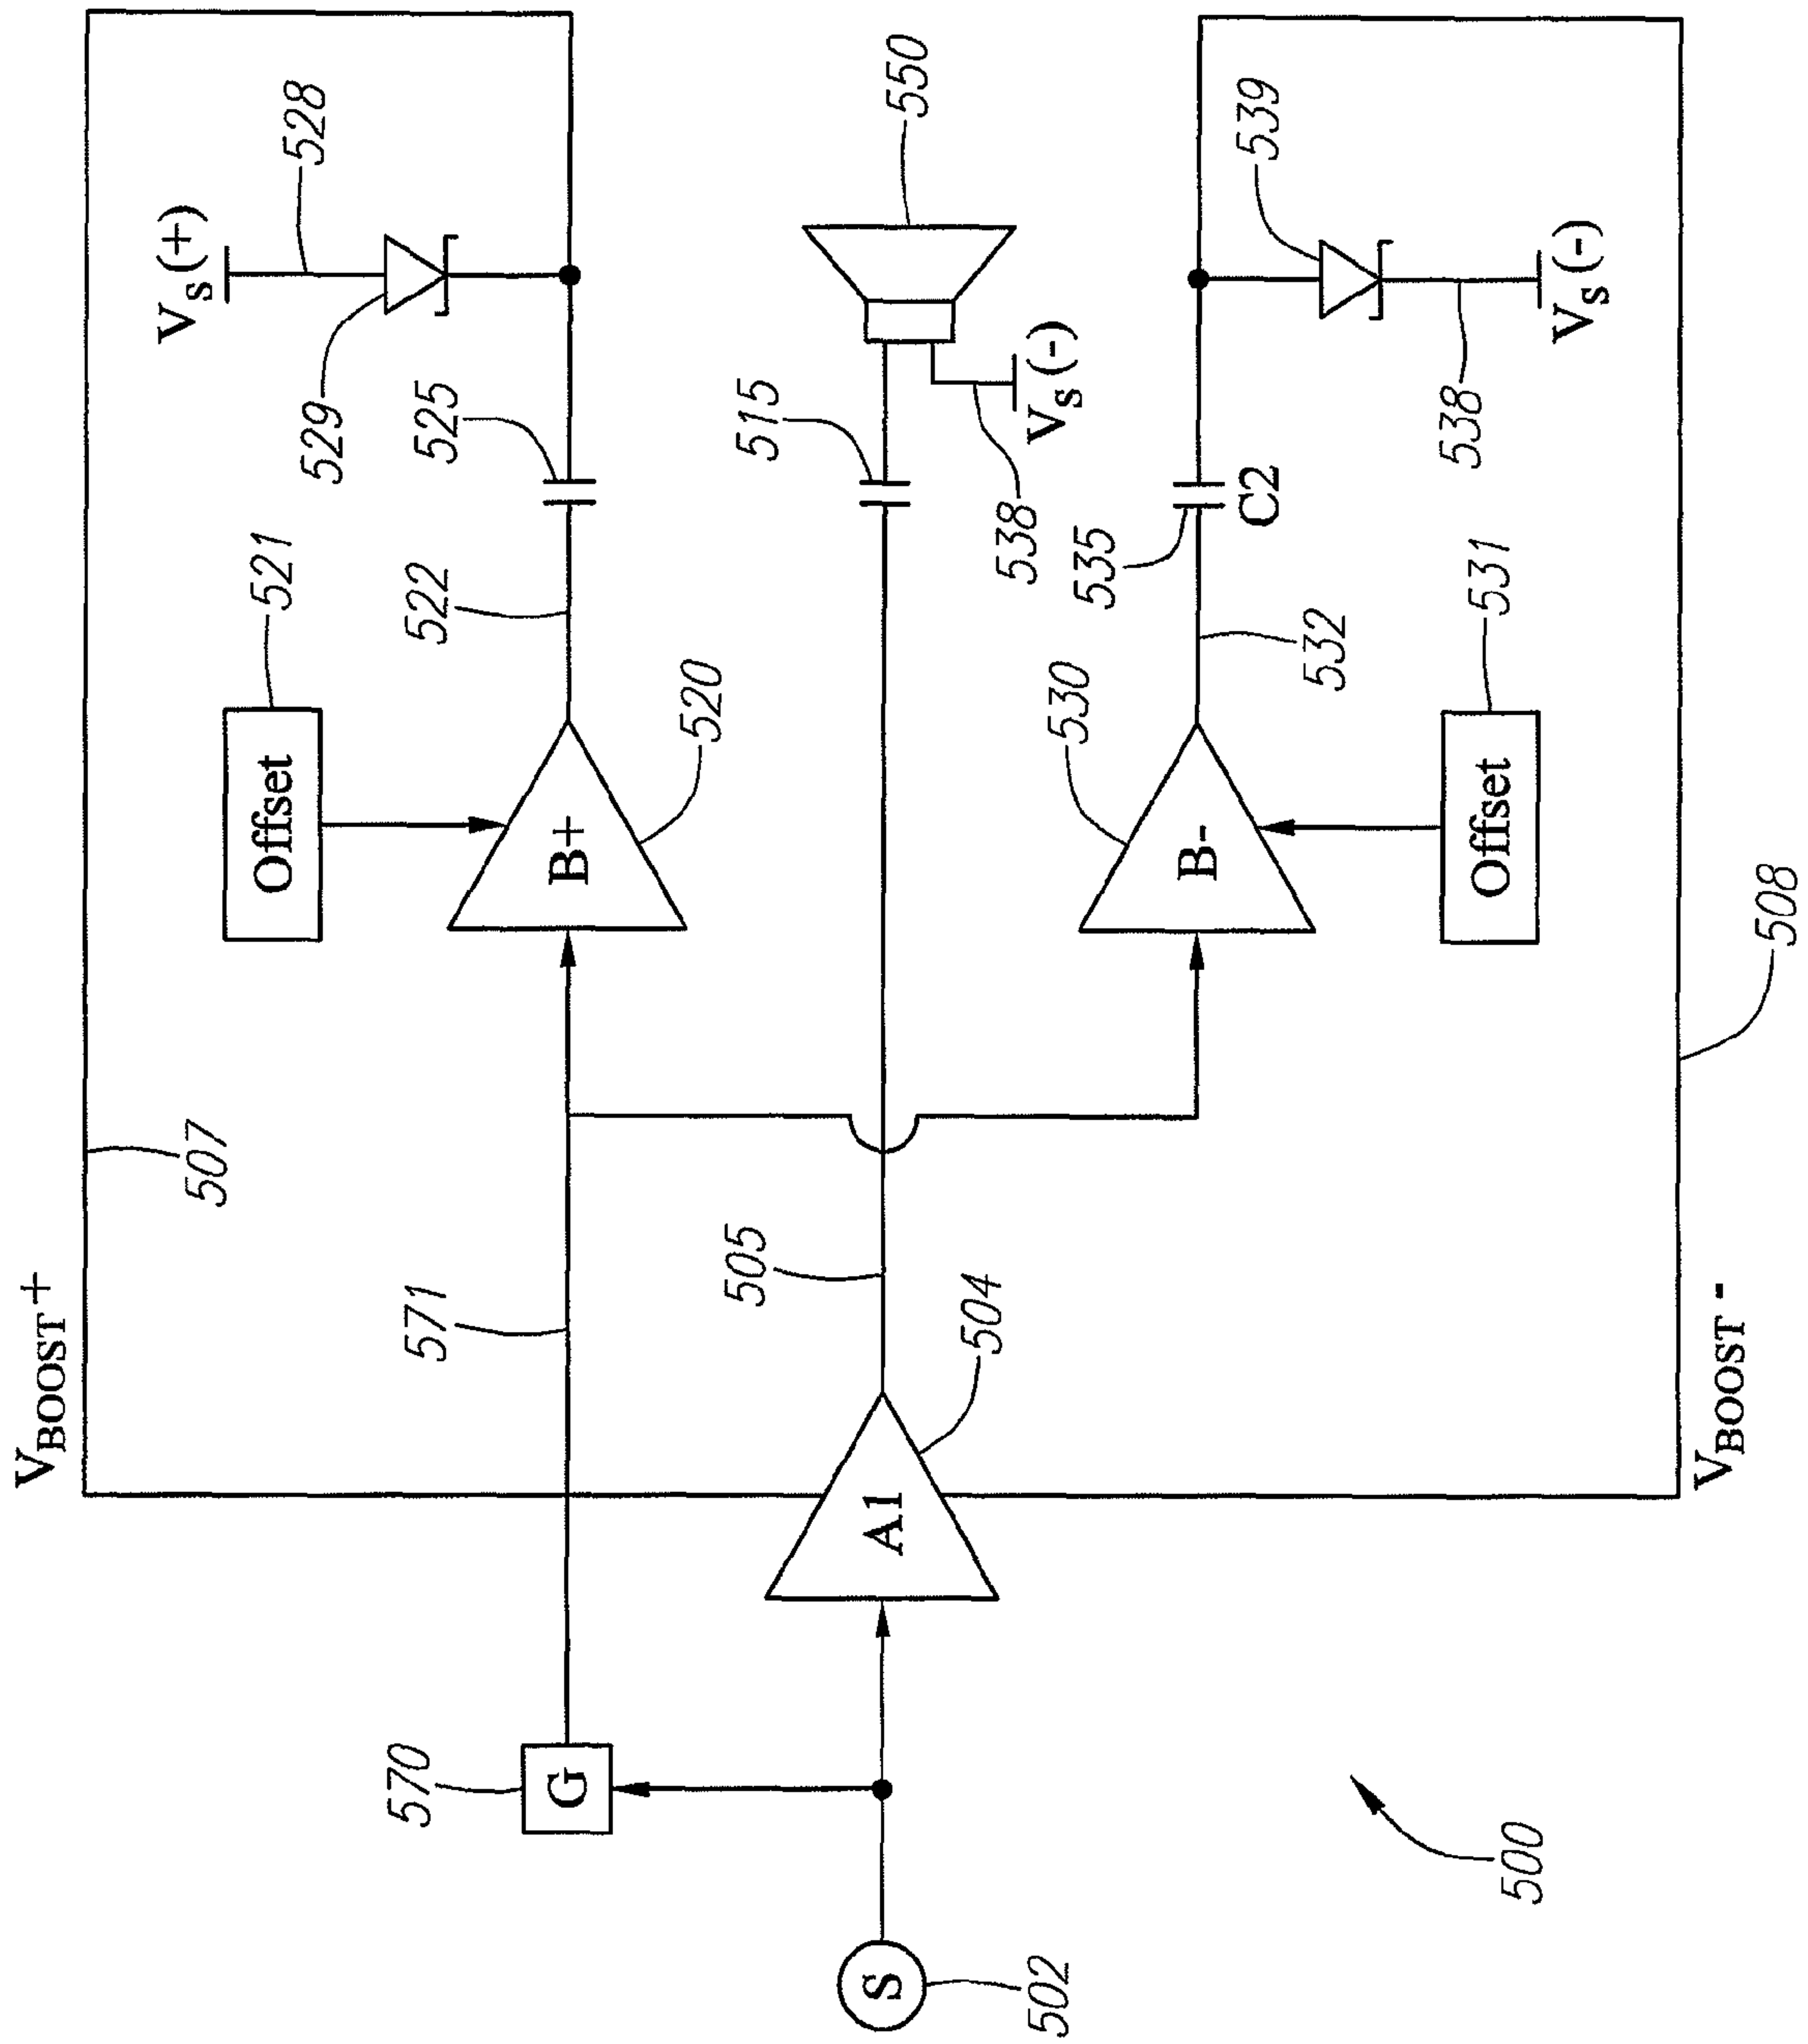 V_BOOST+
507
V_S(+)
528
529
Offset
521
522
525
B+
520
570
G
571
S
502
A1
504
505
515
550
538
V_S(-)
B-
530
532
535
C2
539
538
V_S(-)
Offset
531
508
V_BOOST-
500